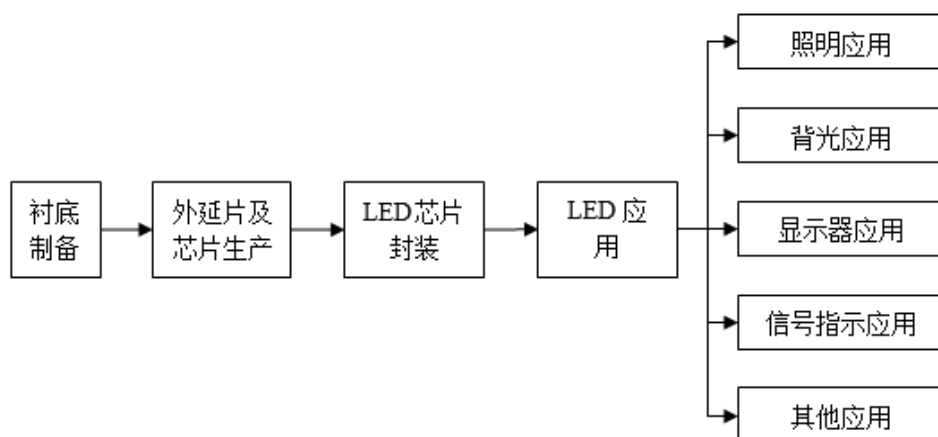 衬底
制备
外延片及
芯片生产
LED芯片
封装
LED 应
用
照明应用
背光应用
显示器应用
信号指示应用
其他应用